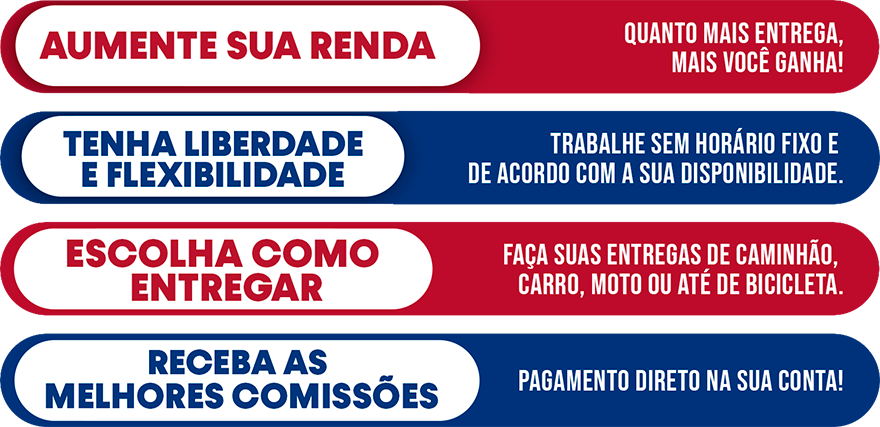 AUMENTE SUA RENDA
QUANTO MAIS ENTREGA,
MAIS VOCÊ GANHA!
TENHA LIBERDADE
E FLEXIBILIDADE
TRABALHE SEM HORÁRIO FIXO E
DE ACORDO COM A SUA DISPONIBILIDADE.
ESCOLHA COMO
ENTREGAR
FAÇA SUAS ENTREGAS DE CAMINHÃO,
CARRO, MOTO OU ATÉ DE BICICLETA.
RECEBA AS
MELHORES COMISSÕES
PAGAMENTO DIRETO NA SUA CONTA!